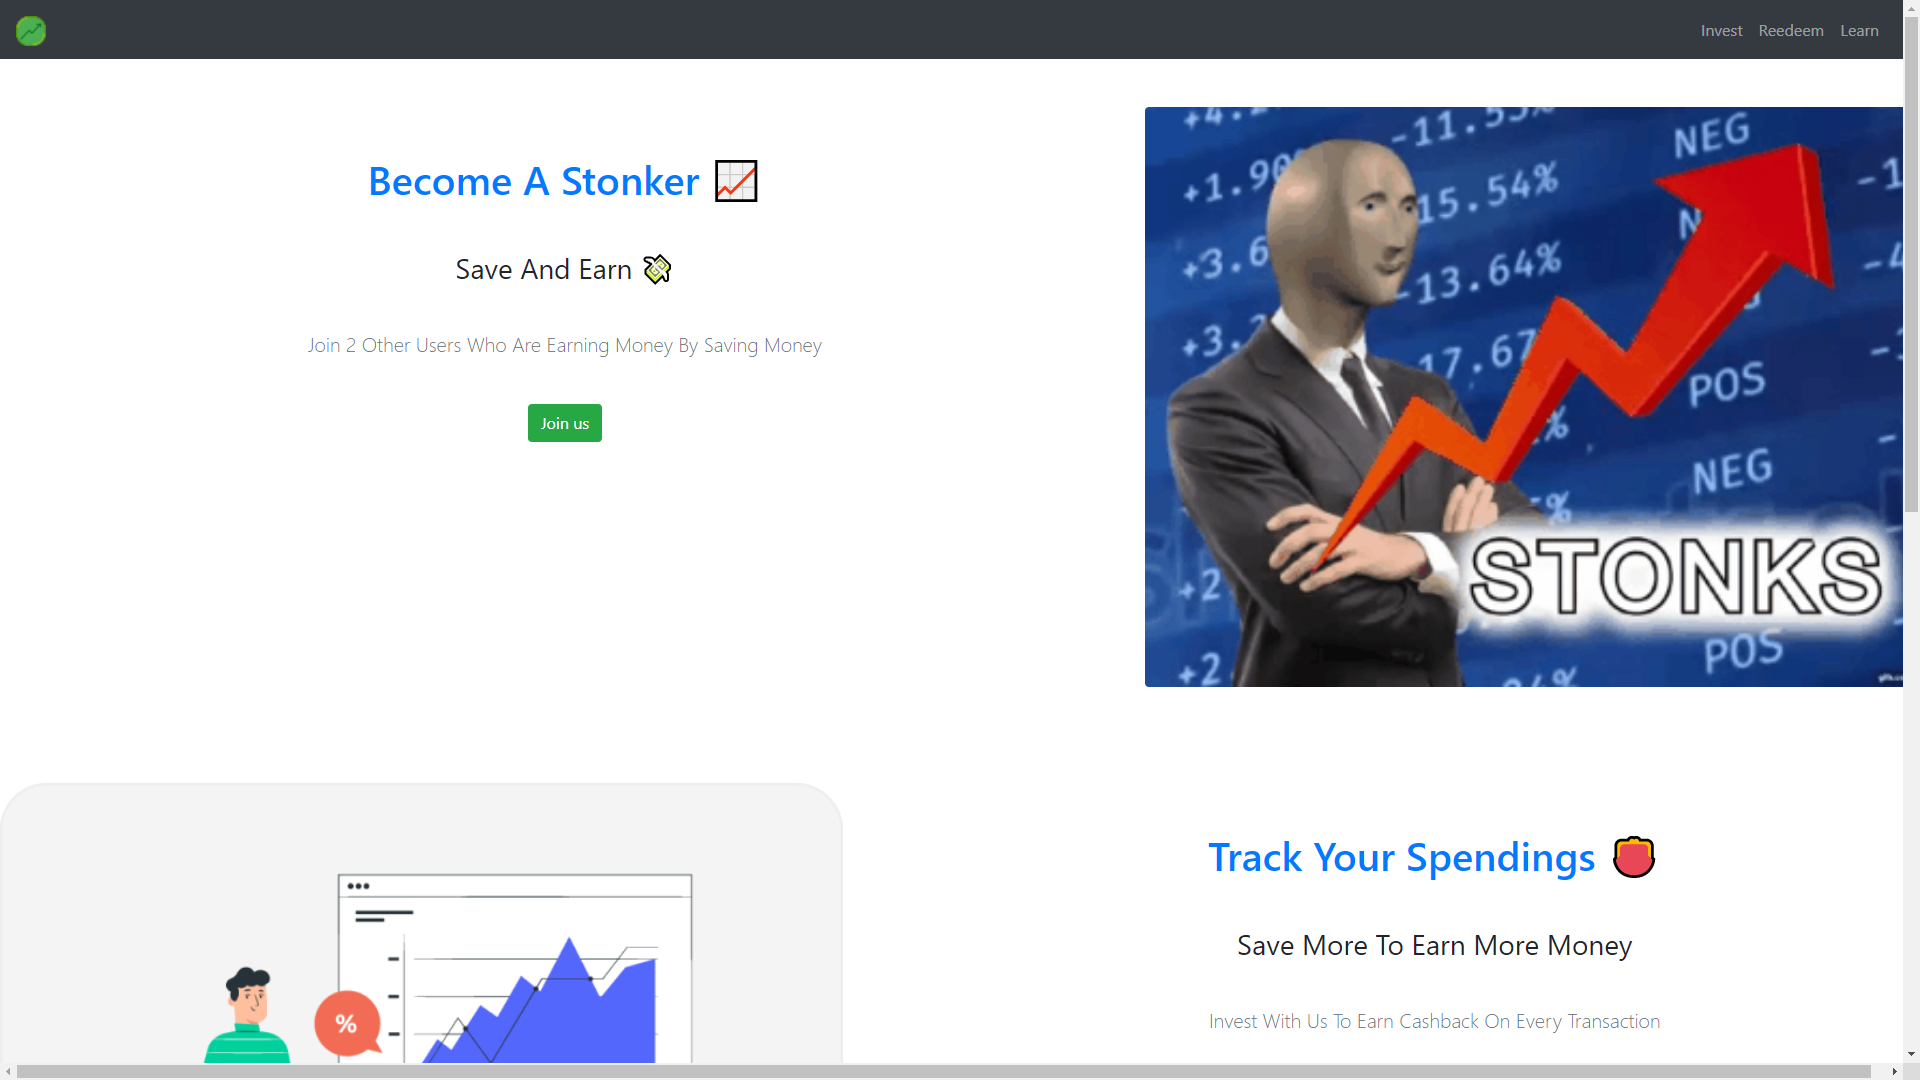 Invest Reedeem Learn
Become A Stonker
Save And Earn
Join 2 Other Users Who Are Earning Money By Saving Money
Join us
-11.53%
NEG
+1.90
15.54%
+3.6
-13.64%
+3.
17.67
POS
NEG
STONKS
+2
POS
+2
Track Your Spendings
Save More To Earn More Money
Invest With Us To Earn Cashback On Every Transaction
%